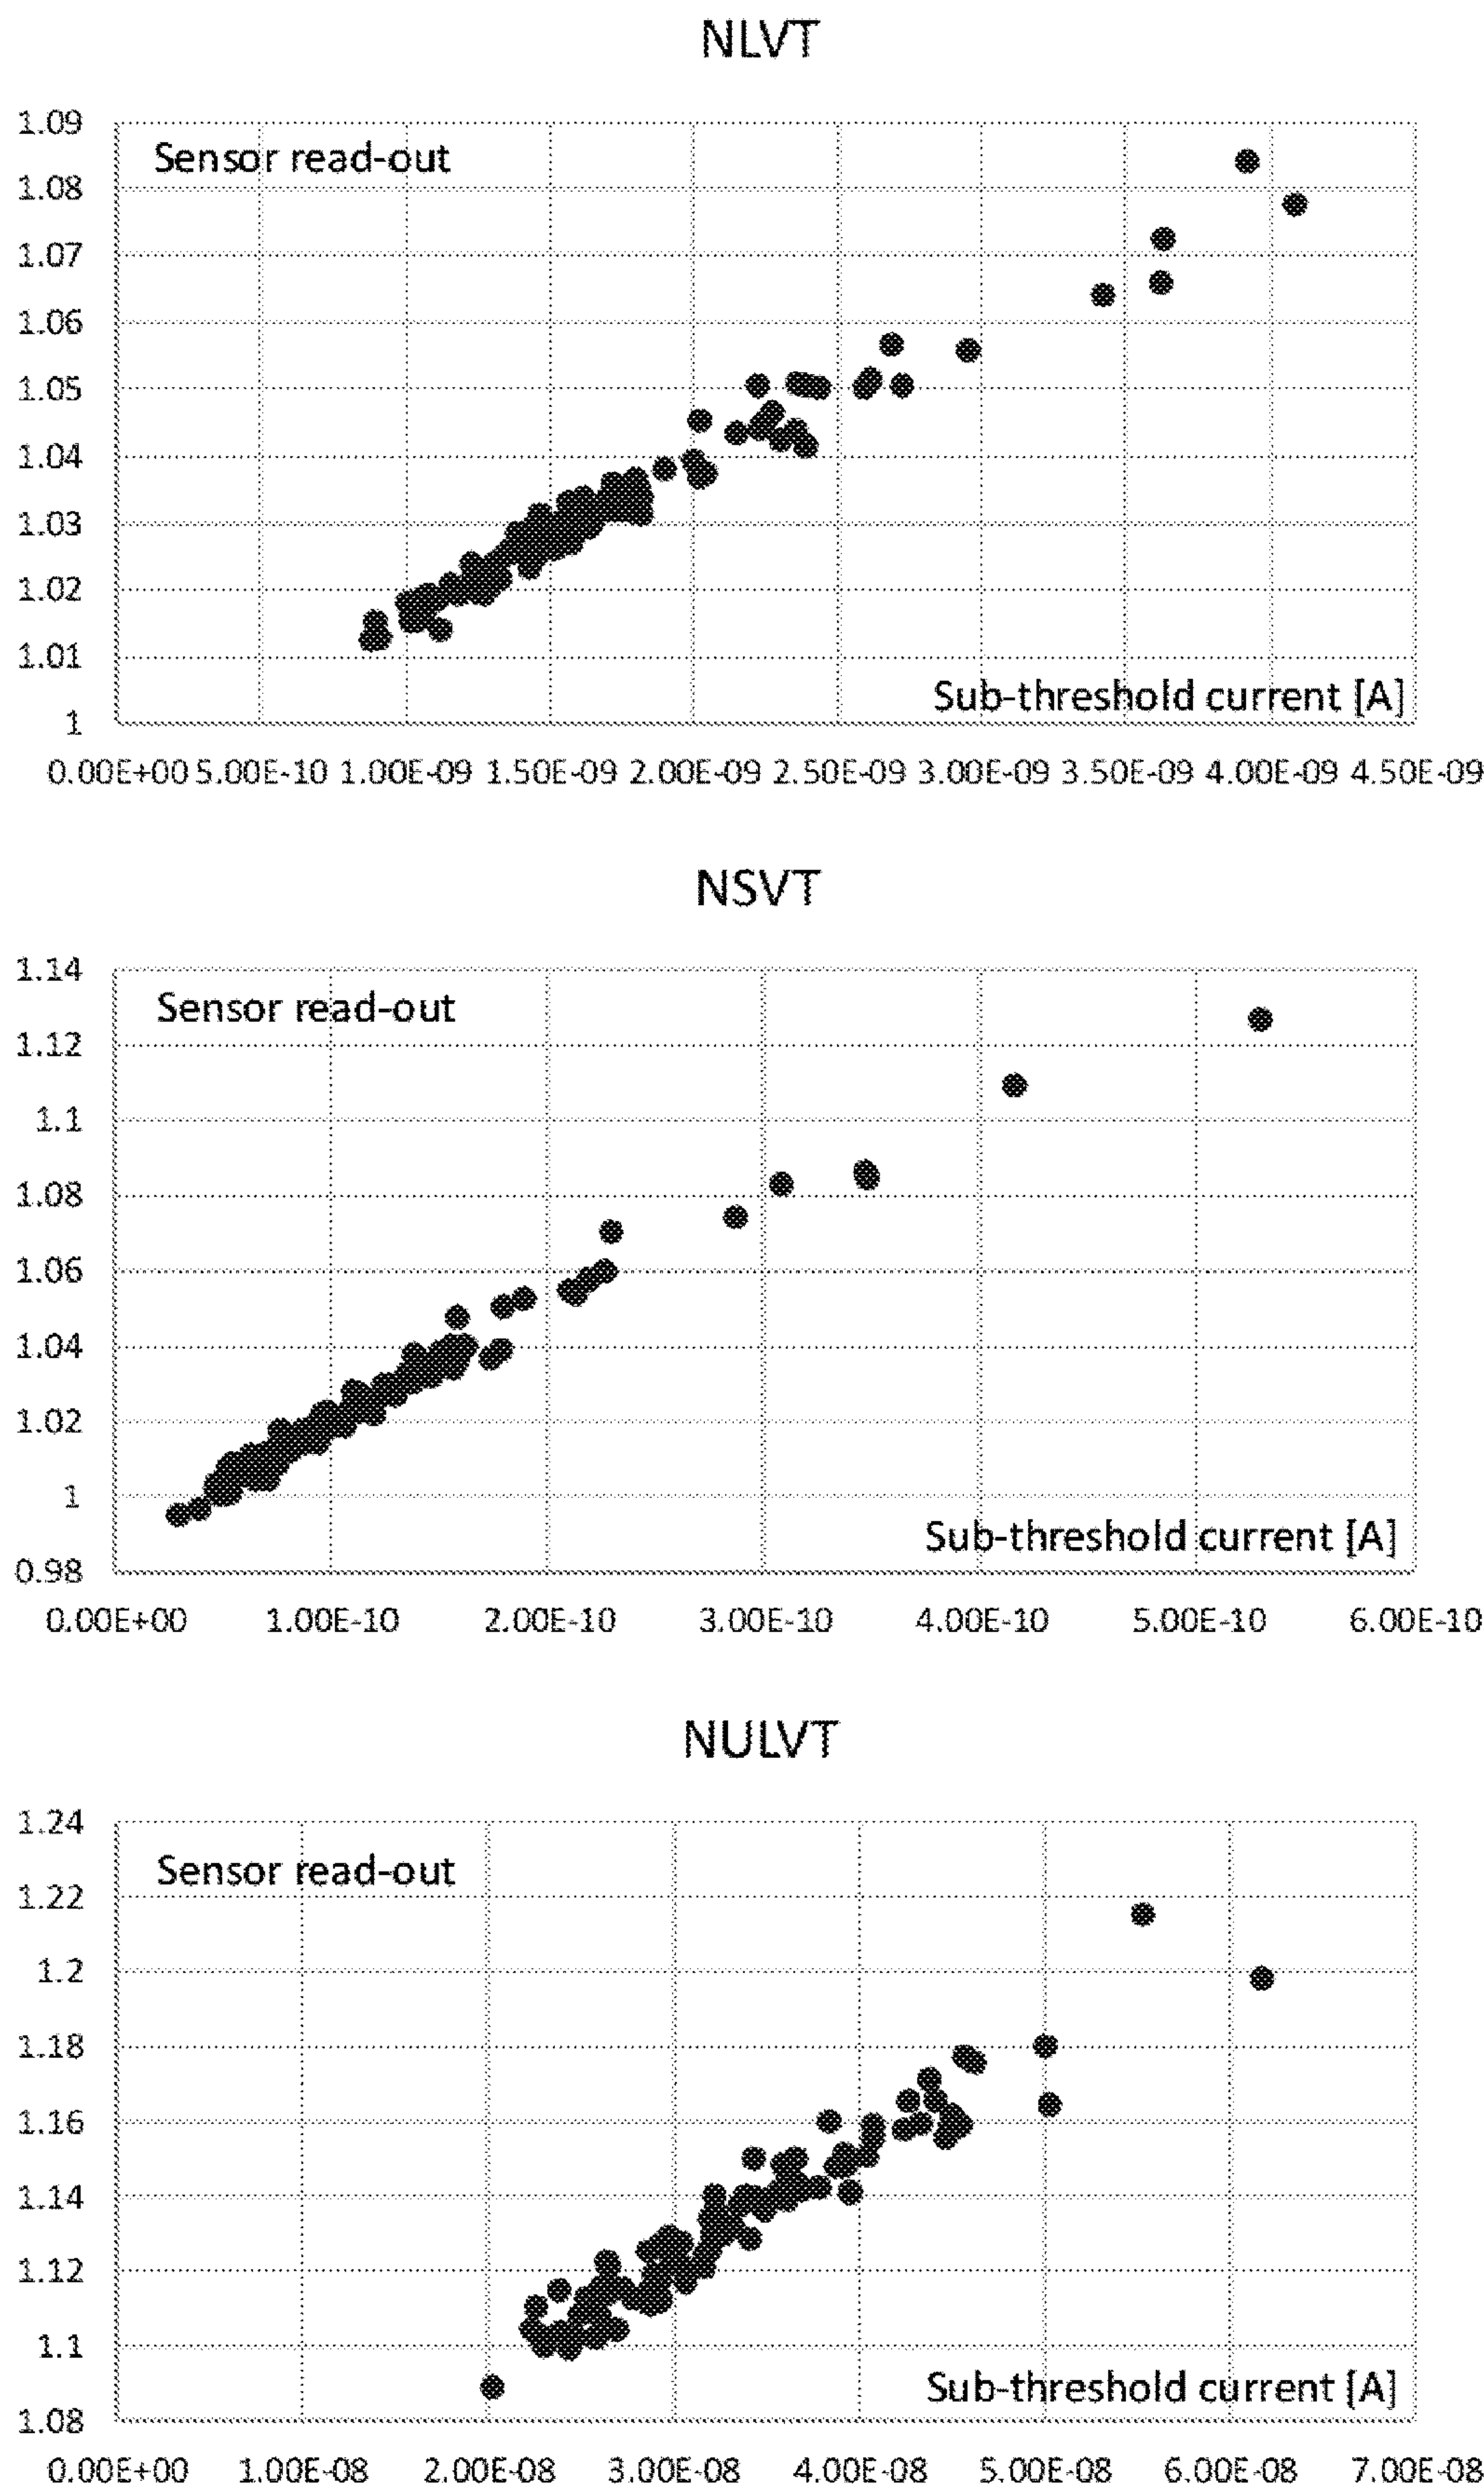 NLVT
1.09
Sensor read-out
1.08
1.07
1.06
1.05
1.04
1.03
1.02
1.01
Sub-threshold current [A]
1
0.00E+00 5.00E-10 1.00E-09 1.50E-09 2.00E-09 2.50E-09 3.00E-09 3.50E-09 4.00E-09 4.50E-09
NSVT
1.14
Sensor read-out
1.12
1.1
1.08
1.06
1.04
1.02
1
Sub-threshold current [A]
0.98
0.00E+00 1.00E-10 2.00E-10 3.00E-10 4.00E-10 5.00E-10 6.00E-10
NULVT
1.24
Sensor read-out
1.22
1.2
1.18
1.16
1.14
1.12
1.1
Sub-threshold current [A]
1.08
0.00E+00 1.00E-08 2.00E-08 3.00E-08 4.00E-08 5.00E-08 6.00E-08 7.00E-08